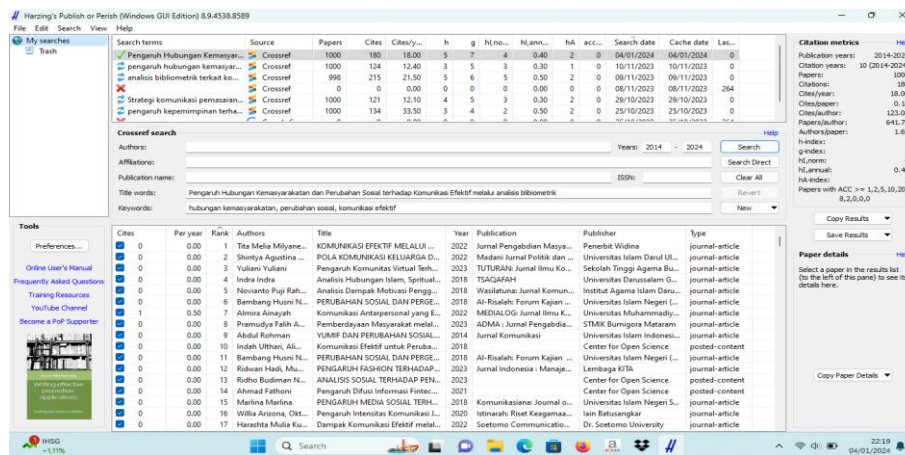 Harzing's Publish or Perish (Windows GUI Edition) 8.9.4538.8589
File Edit Search View Help
My searches
Trash
Search terms Source Papers Cites Cites/y... h g hI,no... hI,ann... hA acc... Search date Cache date Las...
Pengaruh Hubungan Kemasyar... Crossref 1000 180 18.00 5 7 4 0.40 2 0 04/01/2024 04/01/2024 0
pengaruh hubungan kemasyar... Crossref 1000 124 12.40 3 5 3 0.30 1 0 10/11/2023 10/11/2023 0
analisis bibliometrik terkait ko... Crossref 998 215 21.50 5 6 5 0.50 2 0 09/11/2023 09/11/2023 0
Crossref 0 0 0.00 0 0 0 0.00 0 0 08/11/2023 08/11/2023 264
Strategi komunikasi pemasaran... Crossref 1000 121 12.10 4 5 3 0.30 2 0 29/10/2023 29/10/2023 0
pengaruh kepemimpinan terha... Crossref 1000 134 33.50 3 4 2 0.50 2 0 25/10/2023 25/10/2023 0
Crossref search Help
Authors: Years: 2014 - 2024 Search
Affiliations: Search Direct
Publication name: ISSN: Clear All
Title words: Pengaruh Hubungan Kemasyarakatan dan Perubahan Sosial terhadap Komunikasi Efektif melalui analisis blibiometrik Revert
Keywords: hubungan kemasyarakatan, perubahan sosial, komunikasi efektif New
Tools
Preferences...
Online User's Manual
Frequently Asked Questions
Training Resources
YouTube Channel
Become a PoP Supporter
Writing effective
promotion
applications
Cites Per year Rank Authors Title Year Publication Publisher Type
0 0.00 1 Tita Melia Milyane... KOMUNIKASI EFEKTIF MELALUI ... 2022 Jurnal Pengabdian Masya... Penerbit Widina journal-article
0 0.00 2 Shintya Agustina ... POLA KOMUNIKASI KELUARGA D... 2022 Madani Jurnal Politik dan ... Universitas Islam Darul Ul... journal-article
0 0.00 3 Yuliani Yuliani Pengaruh Komunitas Virtual Terh... 2023 TUTURAN: Jurnal Ilmu Ko... Sekolah Tinggi Agama Bu... journal-article
0 0.00 4 Indra Indra Analisis Hubungan Islam, Spritual... 2018 TSAQAFAH Universitas Darussalam G... journal-article
0 0.00 5 Novianto Puji Rah... Analisis Dampak Motivasi Pengg... 2018 Wasilatuna: Jurnal Komun... Institut Agama Islam Daru... journal-article
0 0.00 6 Bambang Husni N... PERUBAHAN SOSIAL DAN PERGE... 2018 Al-Risalah: Forum Kajian ... Universitas Islam Negeri (... journal-article
1 0.50 7 Almira Ainayah Komunikasi Antarpersonal yang E... 2022 MEDIALOG: Jurnal Ilmu K... Universitas Muhammadiy... journal-article
0 0.00 8 Pramudya Falih A... Pemberdayaan Masyarakat melal... 2023 ADMA : Jurnal Pengabdia... STMIK Bumigora Mataram journal-article
0 0.00 9 Abdul Rohman YUMIF DAN PERUBAHAN SOSIAL... 2014 Jurnal Komunikasi Universitas Islam Indonesi... journal-article
0 0.00 10 Indah Ulthari, Ali... Komunikasi Efektif untuk Peruba... 2018 Center for Open Science posted-content
0 0.00 11 Bambang Husni N... PERUBAHAN SOSIAL DAN PERGE... 2018 Al-Risalah: Forum Kajian ... Universitas Islam Negeri (... journal-article
0 0.00 12 Ridwan Hadi, Mu... PENGARUH FASHION TERHADAP... 2023 Jurnal Indonesia : Manaje... Lembaga KITA journal-article
0 0.00 13 Ridho Budiman N... ANALISIS SOSIAL TERHADAP PEN... 2023 Center for Open Science posted-content
0 0.00 14 Ahmad Fathoni Pengaruh Difusi Informasi Fintec... 2021 Center for Open Science posted-content
0 0.00 15 Marlina Marlina PENGARUH MEDIA SOSIAL TERH... 2018 Komunikasiana: Journal o... Universitas Islam Negeri S... journal-article
0 0.00 16 Willia Arizona, Okt... Pengaruh Intensitas Komunikasi J... 2020 Istinarah: Riset Keagamaa... Iain Batusangkar journal-article
0 0.00 17 Harashta Mulia Ku... Dampak Komunikasi Efektif melal... 2023 Soetomo Communicatio... Dr. Soetomo University journal-article
Citation metrics He
Publication years: 2014-202
Citation years: 10 (2014-2024
Papers: 100
Citations: 18
Cites/year: 18.0
Cites/paper: 0.1
Cites/author: 123.0
Papers/author: 641.7
Authors/paper: 1.6
h-index:
g-index:
hI,norm:
hI,annual: 0.4
hA-index:
Papers with ACC >= 1,2,5,10,20
8,2,0,0,0
Copy Results
Save Results
Paper details He
Select a paper in the results list
(to the left of this pane) to see its
details here.
Copy Paper Details
IHSG
+1,11%
Search
22:19
04/01/2024